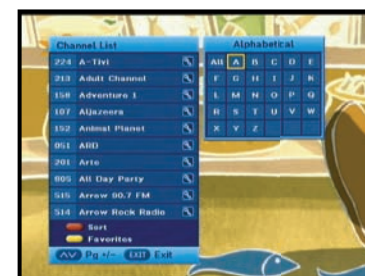 Channel List
224 A-Tivi
213 Adult Channel
158 Adventure 1
107 Aljazeera
152 Animal Planet
051 ARD
201 Arte
805 All Day Party
515 Arrow 90.7 FM
514 Arrow Rock Radio
Sort
Favorites
Pg +/- EXIT Exit
Alphabetical
All A B C D E
F G H I J K
L M N O P Q
R S T U V W
X Y Z